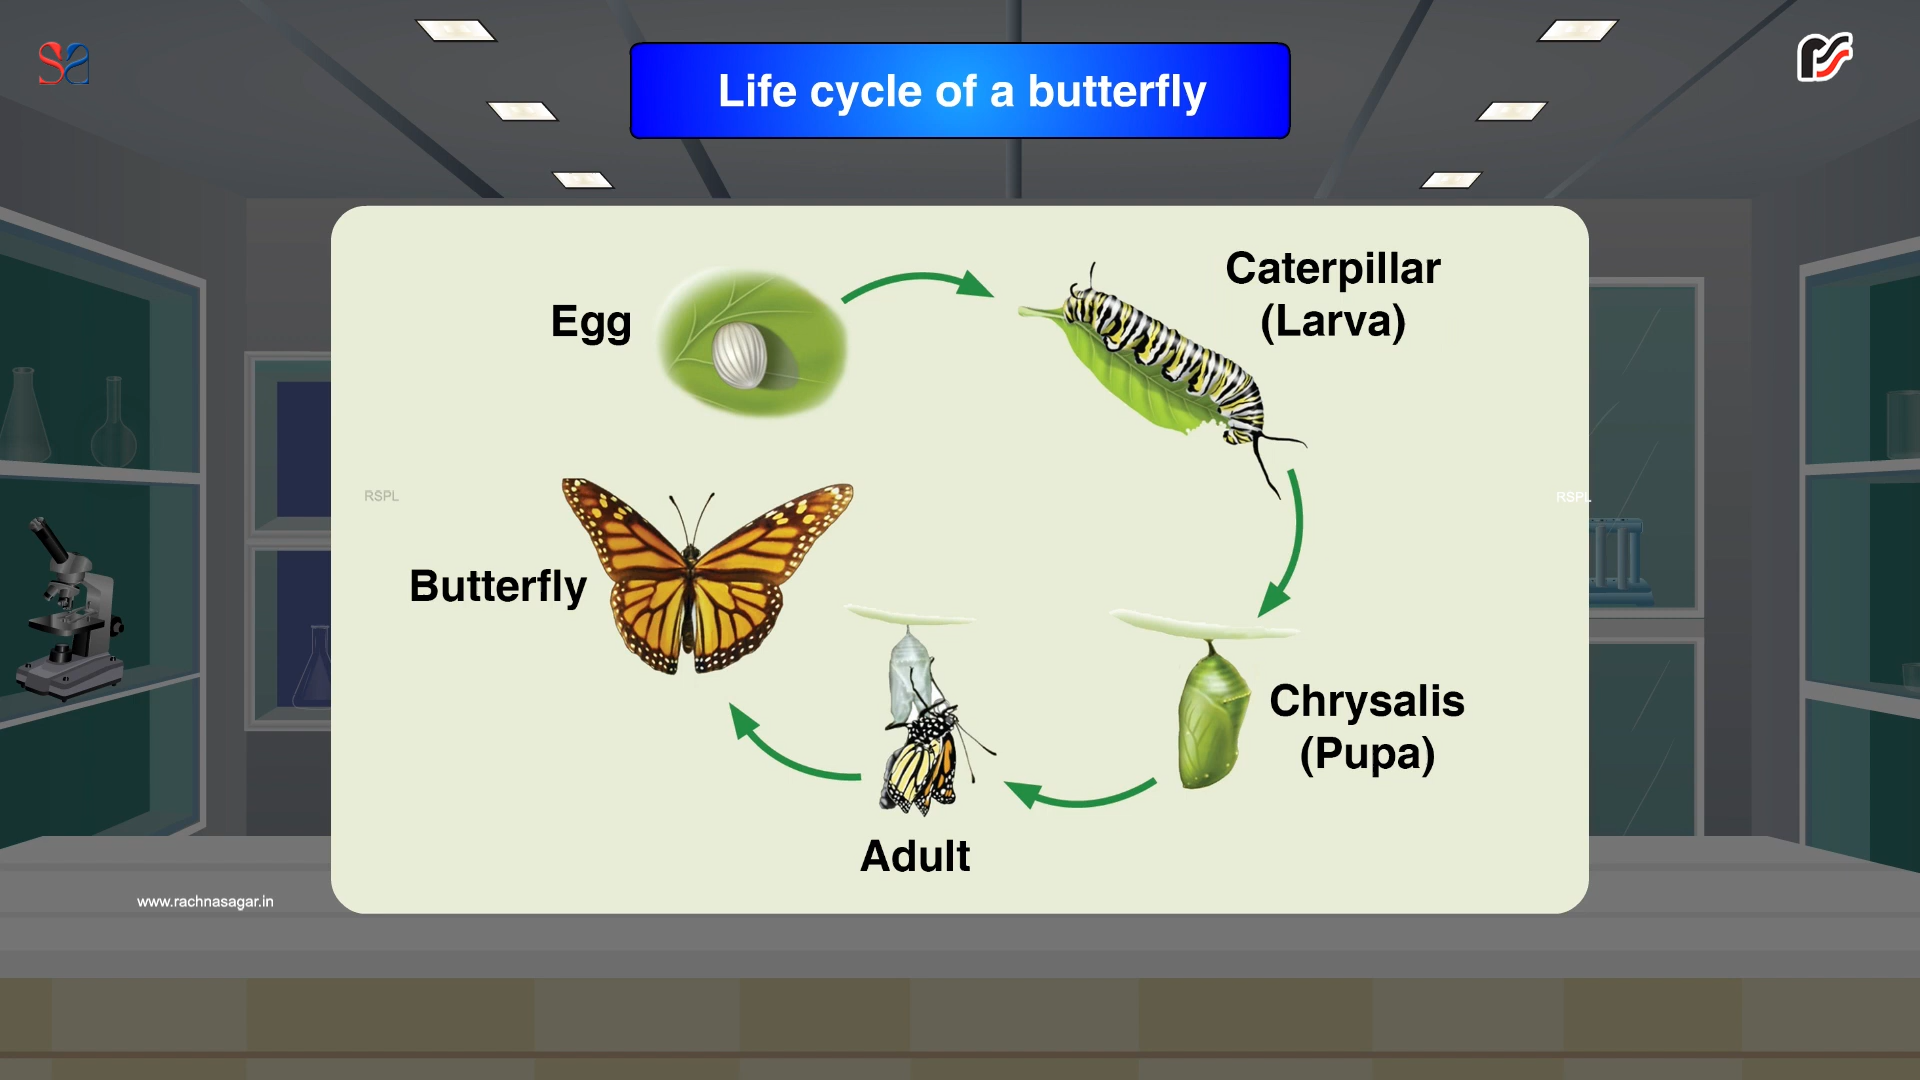 Life cycle of a butterfly
Egg
Caterpillar
(Larva)
RSPL
RSPL
Butterfly
Chrysalis
(Pupa)
Adult
www.rachnasagar.in